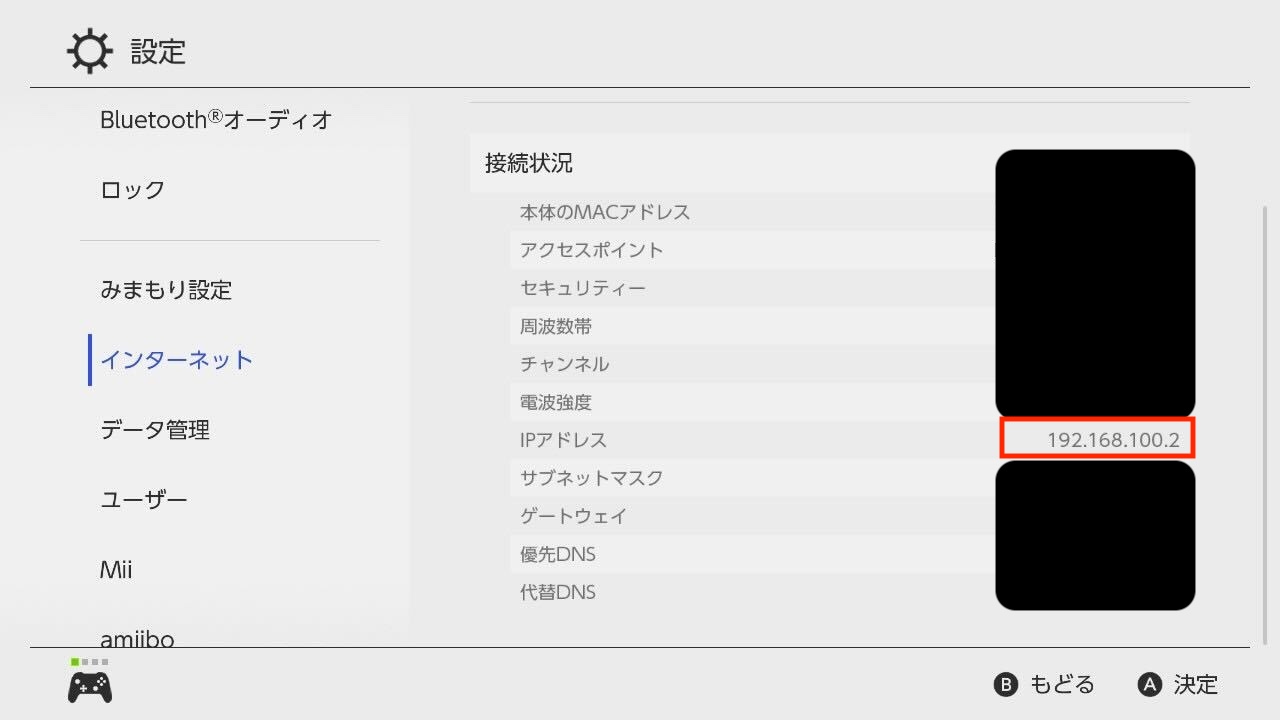 設定
Bluetooth®オーディオ
ロック
みまもり設定
インターネット
データ管理
ユーザー
Mii
amiibo
接続状況
本体のMACアドレス
アクセスポイント
セキュリティー
周波数帯
チャンネル
電波強度
IPアドレス 192.168.100.2
サブネットマスク
ゲートウェイ
優先DNS
代替DNS
B もどる A 決定